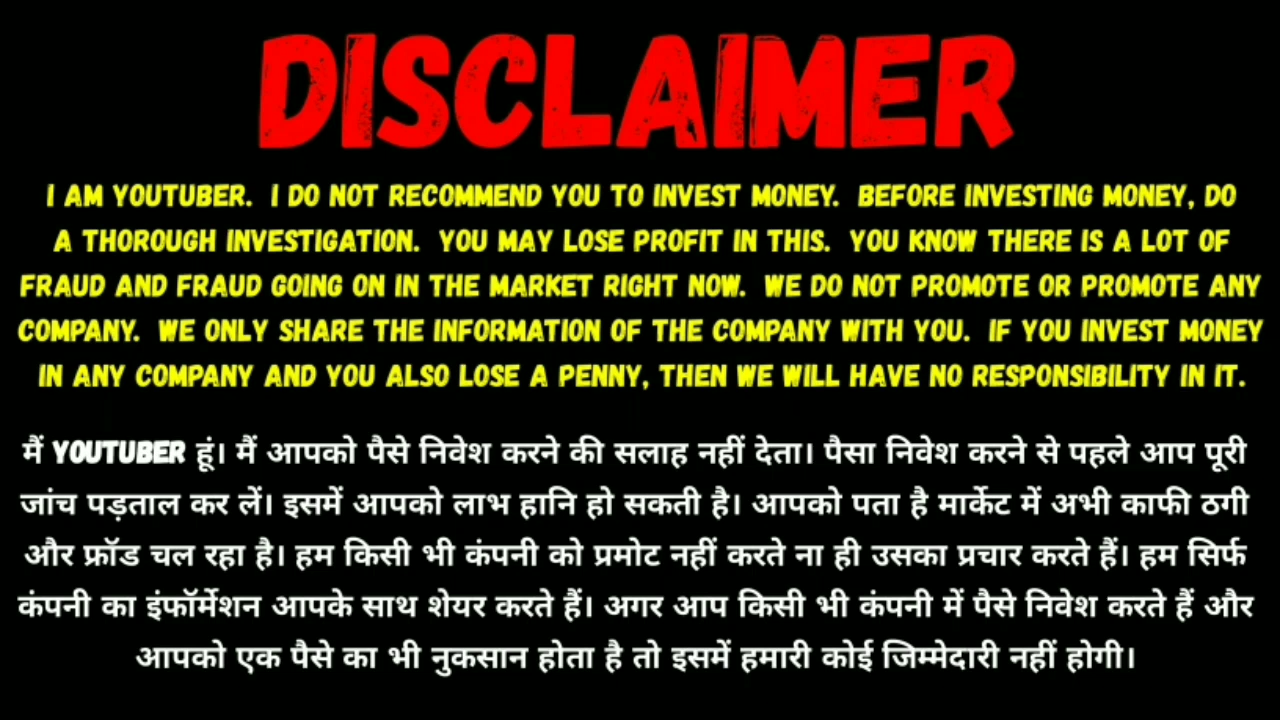 DISCLAIMER
I AM YOUTUBER. I DO NOT RECOMMEND YOU TO INVEST MONEY. BEFORE INVESTING MONEY, DO
A THOROUGH INVESTIGATION. YOU MAY LOSE PROFIT IN THIS. YOU KNOW THERE IS A LOT OF
FRAUD AND FRAUD GOING ON IN THE MARKET RIGHT NOW. WE DO NOT PROMOTE OR PROMOTE ANY
COMPANY. WE ONLY SHARE THE INFORMATION OF THE COMPANY WITH YOU. IF YOU INVEST MONEY
IN ANY COMPANY AND YOU ALSO LOSE A PENNY, THEN WE WILL HAVE NO RESPONSIBILITY IN IT.
मैं YOUTUBER हूं। मैं आपको पैसे निवेश करने की सलाह नहीं देता। पैसा निवेश करने से पहले आप पूरी
जांच पड़ताल कर लें। इसमें आपको लाभ हानि हो सकती है। आपको पता है मार्केट में अभी काफी ठगी
और फ्रॉड चल रहा है। हम किसी भी कंपनी को प्रमोट नहीं करते ना ही उसका प्रचार करते हैं। हम सिर्फ
कंपनी का इंफॉर्मेशन आपके साथ शेयर करते हैं। अगर आप किसी भी कंपनी में पैसे निवेश करते हैं और
आपको एक पैसे का भी नुकसान होता है तो इसमें हमारी कोई जिम्मेदारी नहीं होगी।